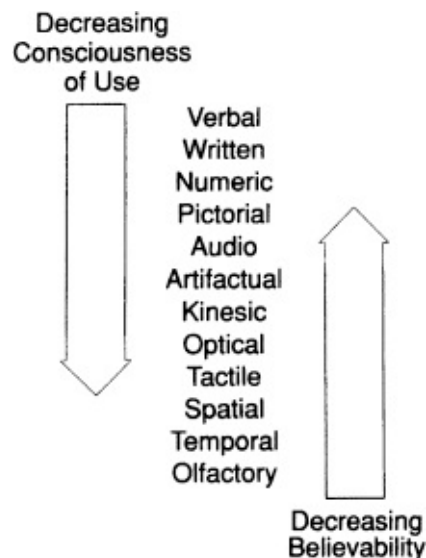 Decreasing
Consciousness
of Use
Verbal
Written
Numeric
Pictorial
Audio
Artifactual
Kinesic
Optical
Tactile
Spatial
Temporal
Olfactory
Decreasing
Believability